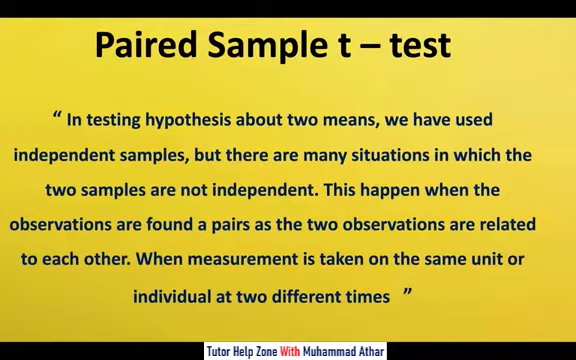 Paired Sample t – test
“ In testing hypothesis about two means, we have used
independent samples, but there are many situations in which the
two samples are not independent. This happen when the
observations are found a pairs as the two observations are related
to each other. When measurement is taken on the same unit or
individual at two different times ”
Tutor Help Zone With Muhammad Athar